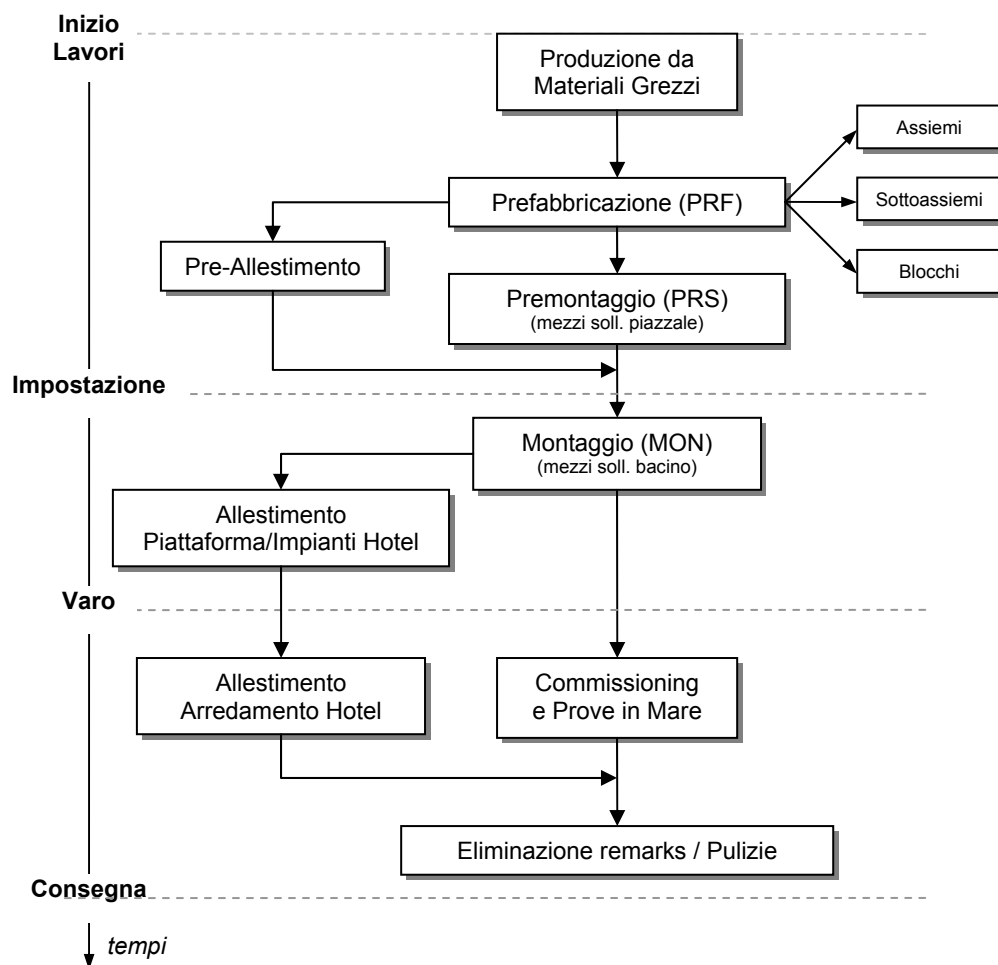 Inizio
Lavori
Produzione da
Materiali Grezzi
Assiemi
Prefabbricazione (PRF)
Sottoassiemi
Pre-Allestimento
Blocchi
Premontaggio (PRS)
(mezzi soll. piazzale)
Impostazione
Montaggio (MON)
(mezzi soll. bacino)
Allestimento
Piattaforma/Impianti Hotel
Varo
Allestimento
Arredamento Hotel
Commissioning
e Prove in Mare
Eliminazione remarks / Pulizie
Consegna
tempi